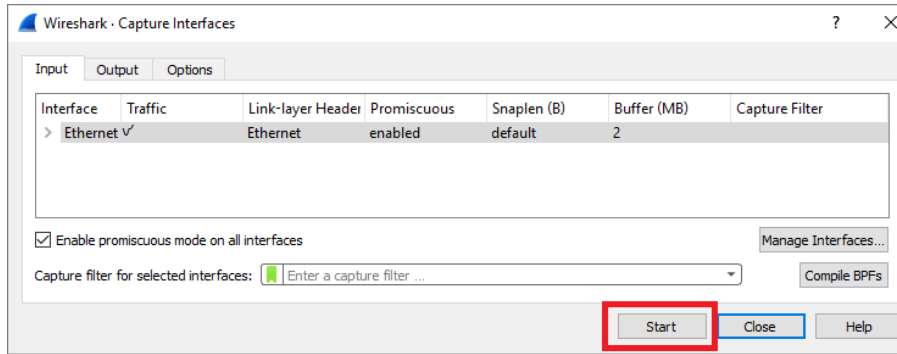 Wireshark · Capture Interfaces ?
Input Output Options
Interface Traffic Link-layer Header Promiscuous Snaplen (B) Buffer (MB) Capture Filter
Ethernet Ethernet enabled default 2
Enable promiscuous mode on all interfaces Manage Interfaces...
Capture filter for selected interfaces: Enter a capture filter ... Compile BPFs
Start Close Help